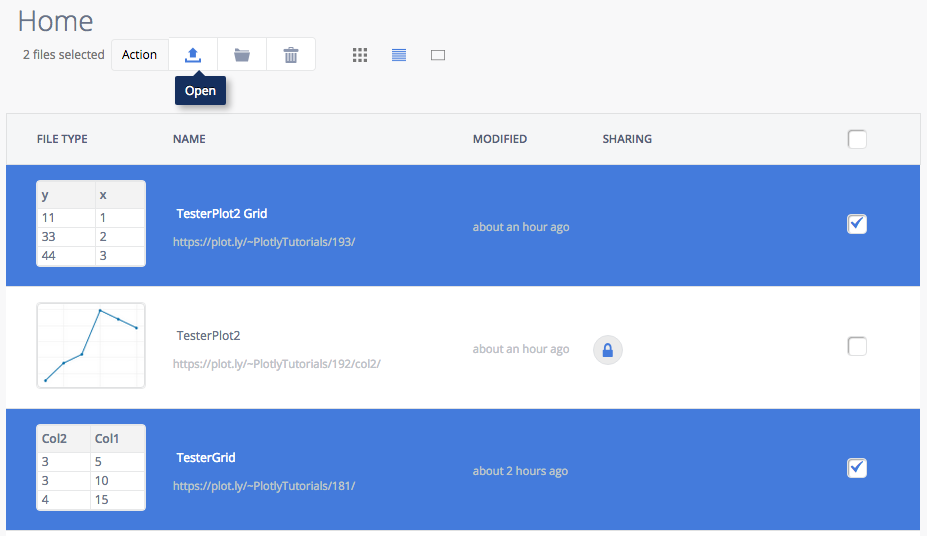 Home
2 files selected Action
Open
FILE TYPE NAME MODIFIED SHARING
y x
11 1
33 2
44 3
TesterPlot2 Grid
https://plot.ly/~PlotlyTutorials/193/
about an hour ago
TesterPlot2
https://plot.ly/~PlotlyTutorials/192/col2/
about an hour ago
Col2 Col1
3 5
3 10
4 15
TesterGrid
https://plot.ly/~PlotlyTutorials/181/
about 2 hours ago